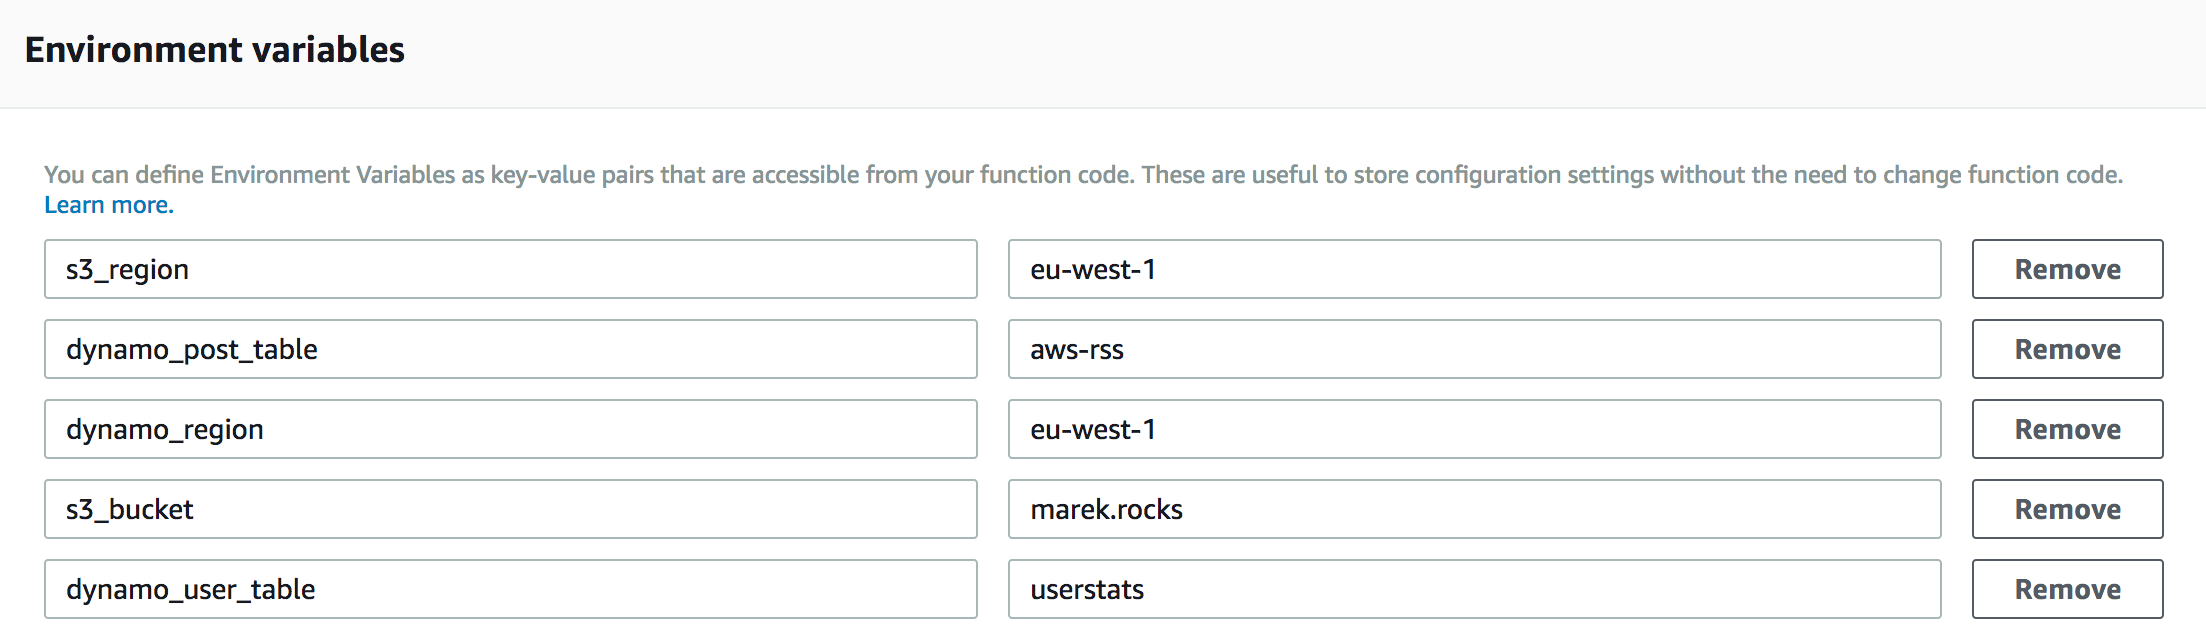 Environment variables
You can define Environment Variables as key-value pairs that are accessible from your function code. These are useful to store configuration settings without the need to change function code.
Learn more.
s3_region eu-west-1 Remove
dynamo_post_table aws-rss Remove
dynamo_region eu-west-1 Remove
s3_bucket marek.rocks Remove
dynamo_user_table userstats Remove